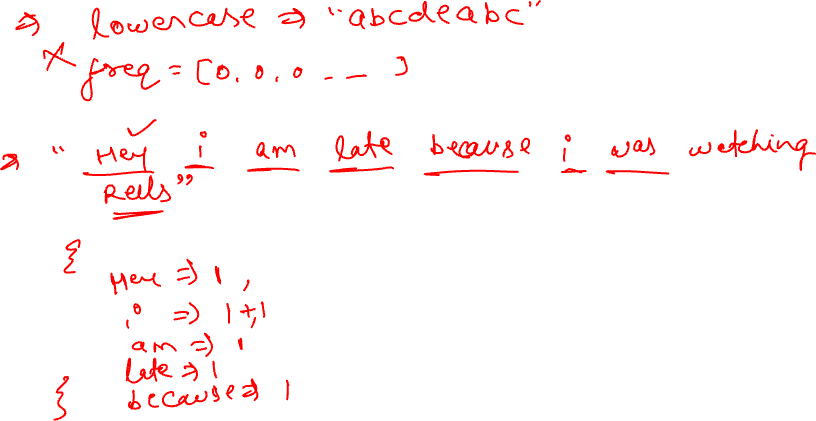 ⇒ lowercase ⇒ "abcdeabc"
× freq = [0, 0, 0 - - ]
⇒ " Hey i am late because i was watching
Reels"
{
Hey ⇒ 1,
i ⇒ 1+1
am ⇒ 1
late ⇒ 1
} because ⇒ 1